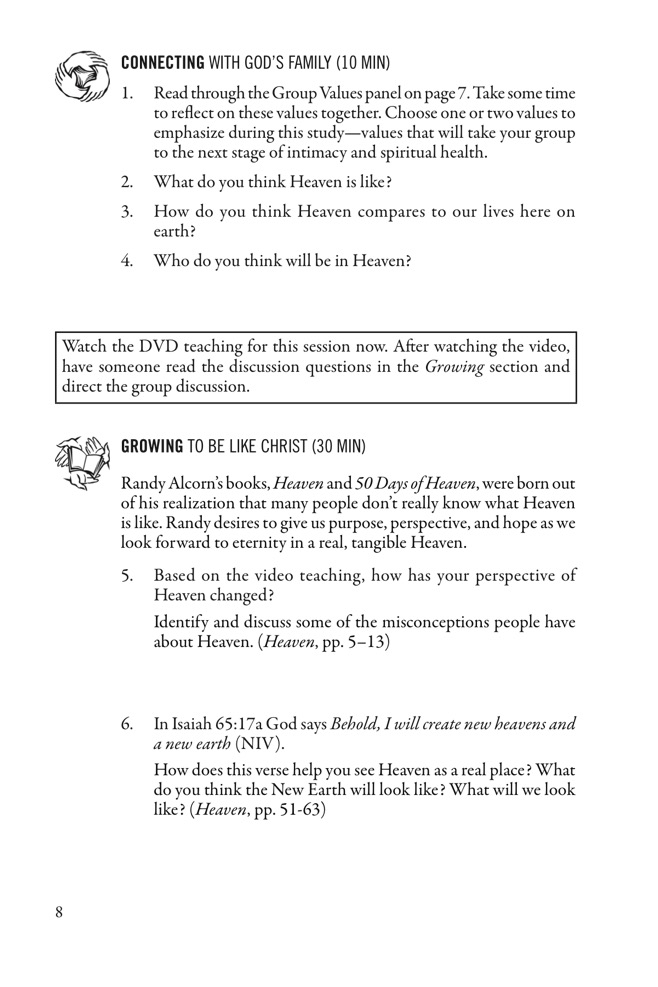 CONNECTING WITH GOD'S FAMILY (10 MIN)
1. Read through the Group Values panel on page 7. Take some time
to reflect on these values together. Choose one or two values to
emphasize during this study—values that will take your group
to the next stage of intimacy and spiritual health.
2. What do you think Heaven is like?
3. How do you think Heaven compares to our lives here on
earth?
4. Who do you think will be in Heaven?
Watch the DVD teaching for this session now. After watching the video,
have someone read the discussion questions in the Growing section and
direct the group discussion.
GROWING TO BE LIKE CHRIST (30 MIN)
Randy Alcorn's books, Heaven and 50 Days of Heaven, were born out
of his realization that many people don't really know what Heaven
is like. Randy desires to give us purpose, perspective, and hope as we
look forward to eternity in a real, tangible Heaven.
5. Based on the video teaching, how has your perspective of
Heaven changed?
Identify and discuss some of the misconceptions people have
about Heaven. (Heaven, pp. 5–13)
6. In Isaiah 65:17a God says Behold, I will create new heavens and
a new earth (NIV).
How does this verse help you see Heaven as a real place? What
do you think the New Earth will look like? What will we look
like? (Heaven, pp. 51-63)
8